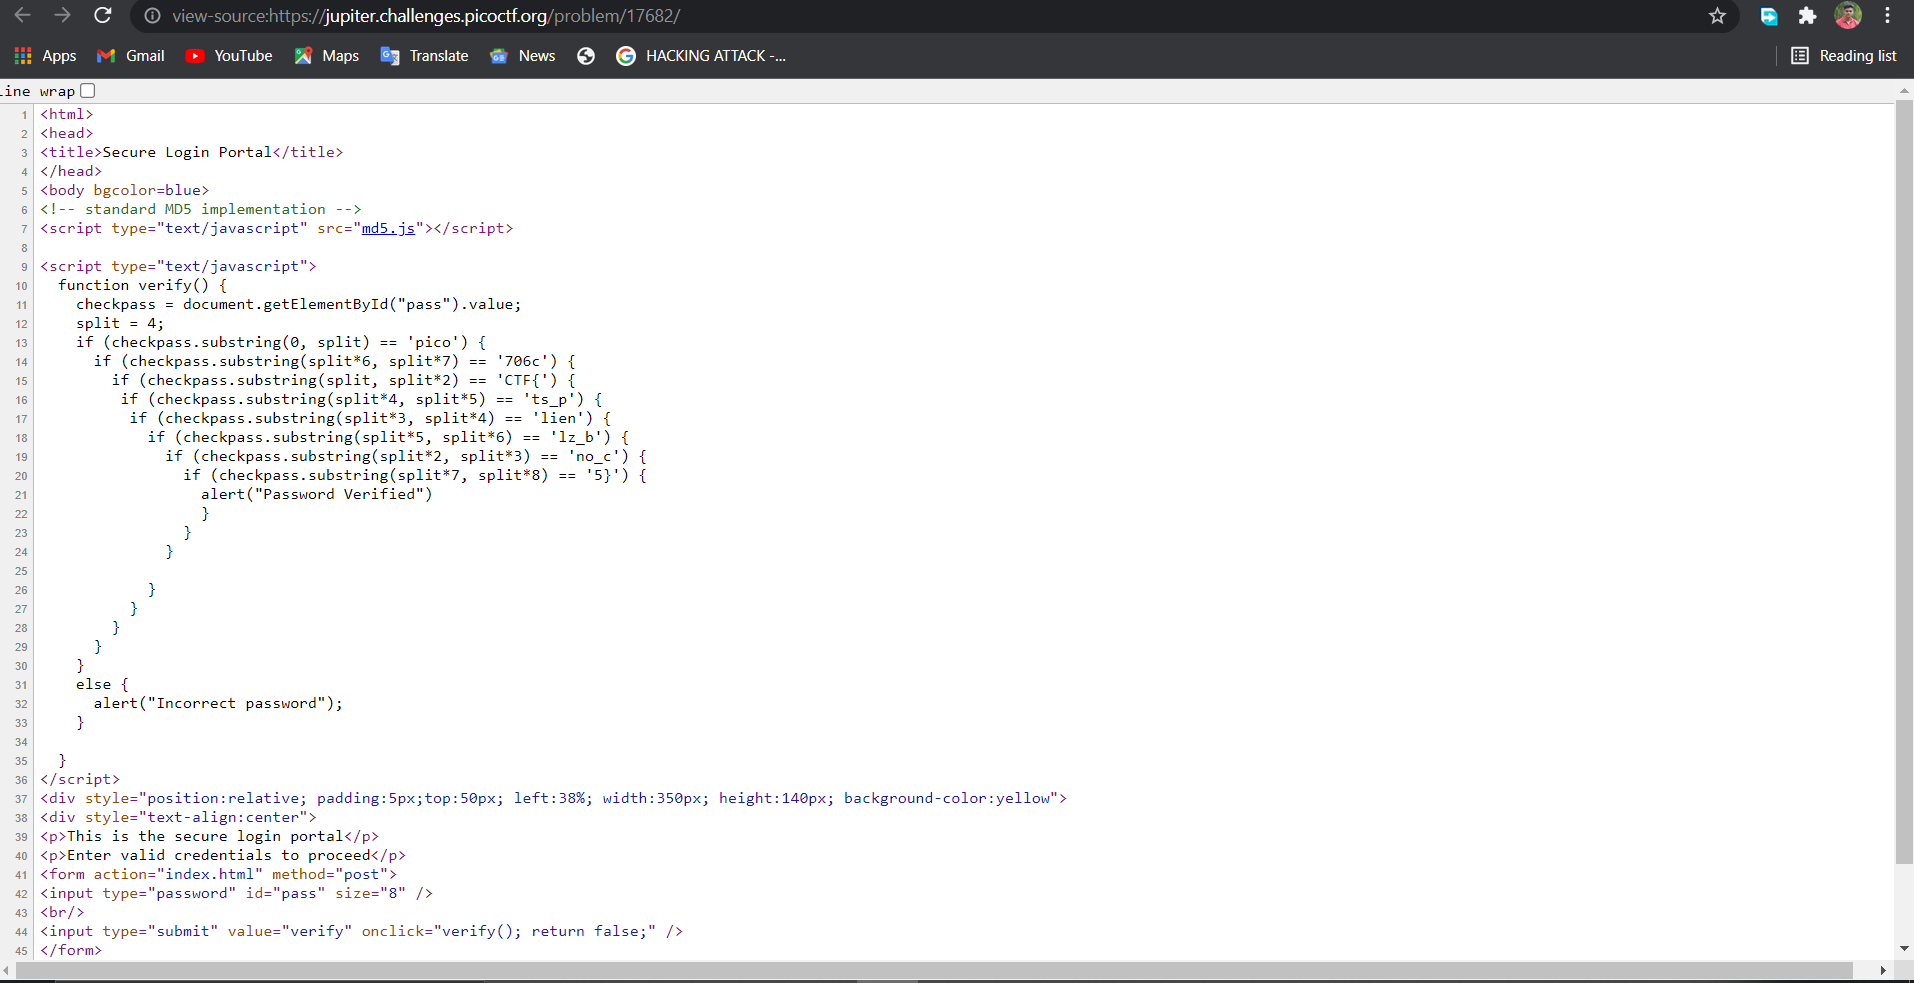 view-source:https://jupiter.challenges.picoctf.org/problem/17682/
Apps Gmail YouTube Maps Translate News HACKING ATTACK -... Reading list
ine wrap
1 <html>
2 <head>
3 <title>Secure Login Portal</title>
4 </head>
5 <body bgcolor=blue>
6 <!-- standard MD5 implementation -->
7 <script type="text/javascript" src="md5.js"></script>
8
9 <script type="text/javascript">
10   function verify() {
11     checkpass = document.getElementById("pass").value;
12     split = 4;
13     if (checkpass.substring(0, split) == 'pico') {
14       if (checkpass.substring(split*6, split*7) == '706c') {
15         if (checkpass.substring(split, split*2) == 'CTF{') {
16          if (checkpass.substring(split*4, split*5) == 'ts_p') {
17           if (checkpass.substring(split*3, split*4) == 'lien') {
18             if (checkpass.substring(split*5, split*6) == 'lz_b') {
19               if (checkpass.substring(split*2, split*3) == 'no_c') {
20                 if (checkpass.substring(split*7, split*8) == '5}') {
21                   alert("Password Verified")
22                   }
23                 }
24               }
25
26             }
27           }
28         }
29       }
30     }
31     else {
32       alert("Incorrect password");
33     }
34
35   }
36 </script>
37 <div style="position:relative; padding:5px;top:50px; left:38%; width:350px; height:140px; background-color:yellow">
38 <div style="text-align:center">
39 <p>This is the secure login portal</p>
40 <p>Enter valid credentials to proceed</p>
41 <form action="index.html" method="post">
42 <input type="password" id="pass" size="8" />
43 <br/>
44 <input type="submit" value="verify" onclick="verify(); return false;" />
45 </form>